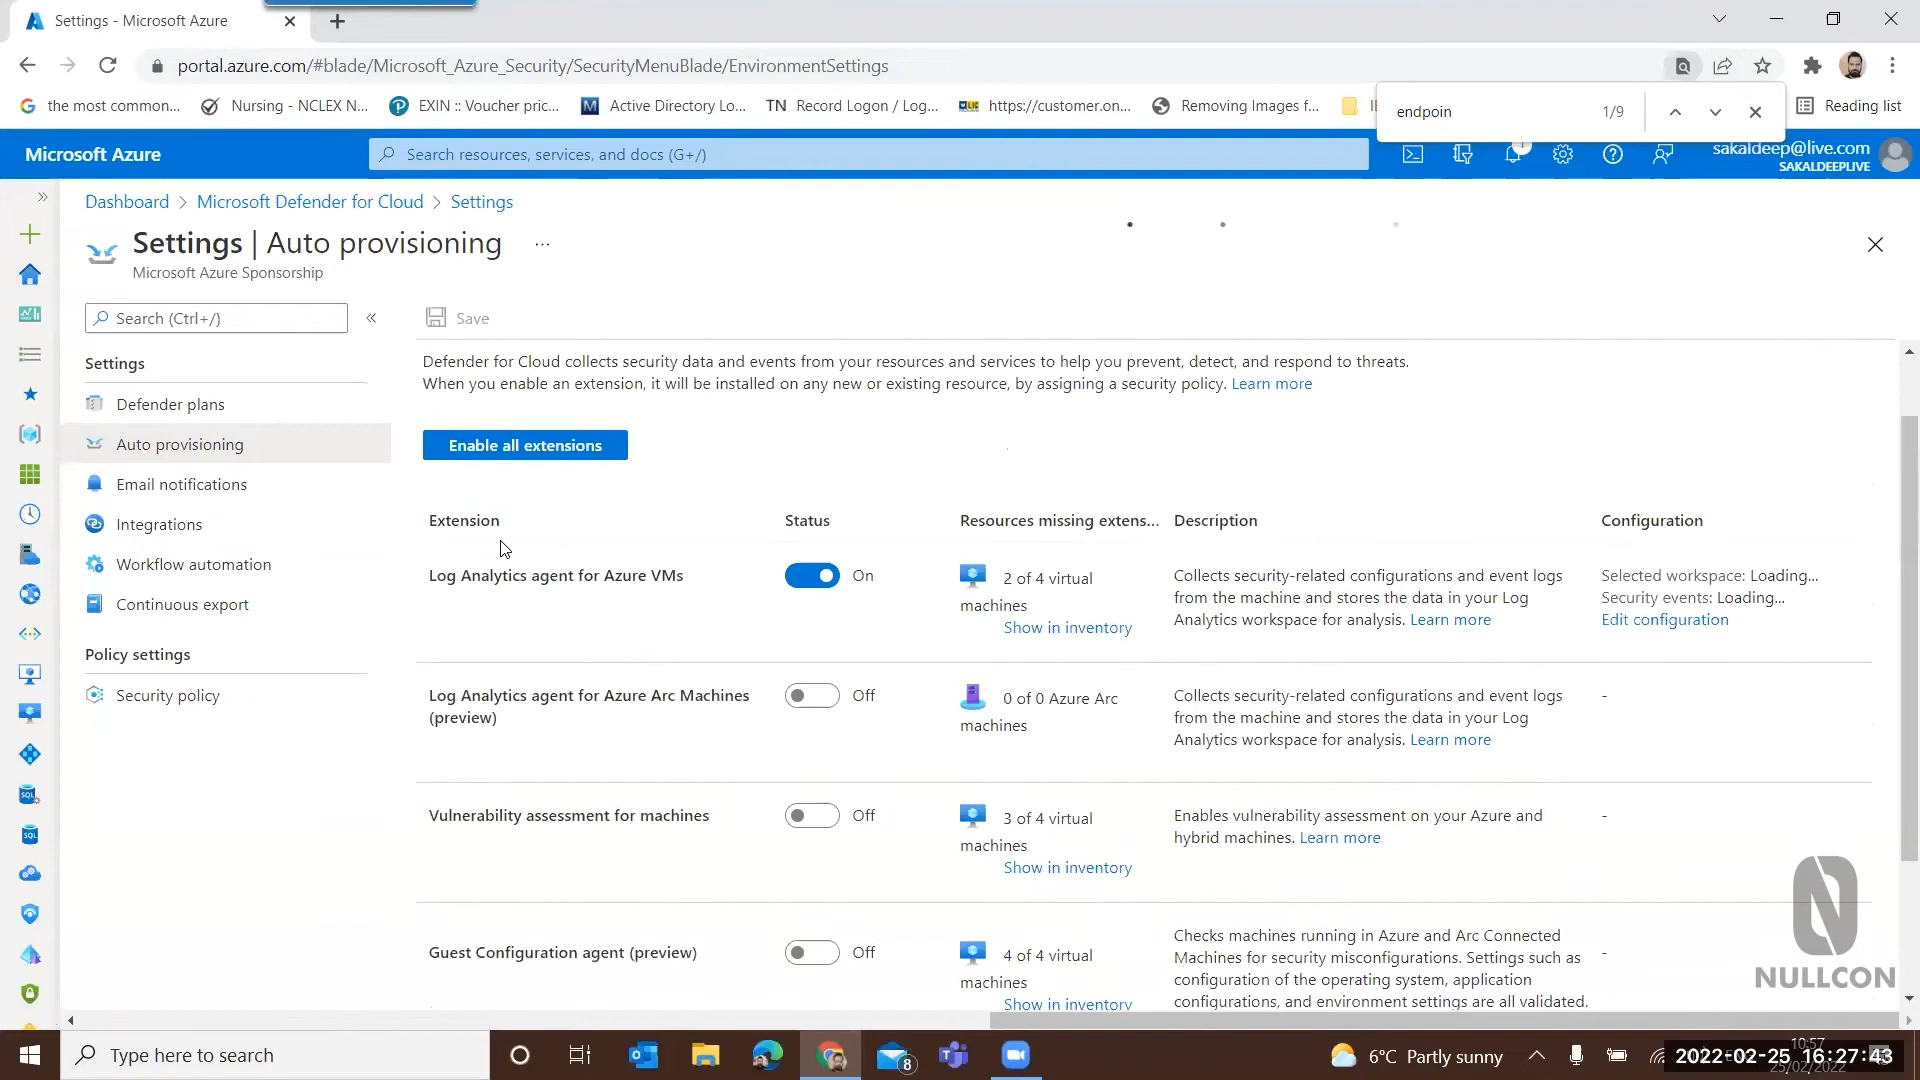 Settings - Microsoft Azure
portal.azure.com/#blade/Microsoft_Azure_Security/SecurityMenuBlade/EnvironmentSettings
the most common...
Nursing - NCLEX N...
EXIN :: Voucher pric...
Active Directory Lo...
TN Record Logon / Log...
https://customer.on...
Removing Images f...
endpoin
1/9
Reading list
Microsoft Azure
Search resources, services, and docs (G+/)
1
sakaldeep@live.com
SAKALDEEPLIVE
Dashboard > Microsoft Defender for Cloud > Settings
Settings | Auto provisioning ...
Microsoft Azure Sponsorship
Search (Ctrl+/)
«
Save
Settings
Defender plans
Auto provisioning
Email notifications
Integrations
Workflow automation
Continuous export
Policy settings
Security policy
Defender for Cloud collects security data and events from your resources and services to help you prevent, detect, and respond to threats.
When you enable an extension, it will be installed on any new or existing resource, by assigning a security policy. Learn more
Enable all extensions
Extension
Status
Resources missing extens...
Description
Configuration
Log Analytics agent for Azure VMs
On
2 of 4 virtual
machines
Show in inventory
Collects security-related configurations and event logs
from the machine and stores the data in your Log
Analytics workspace for analysis. Learn more
Selected workspace: Loading...
Security events: Loading...
Edit configuration
Log Analytics agent for Azure Arc Machines
(preview)
Off
0 of 0 Azure Arc
machines
Collects security-related configurations and event logs
from the machine and stores the data in your Log
Analytics workspace for analysis. Learn more
-
Vulnerability assessment for machines
Off
3 of 4 virtual
machines
Show in inventory
Enables vulnerability assessment on your Azure and
hybrid machines. Learn more
-
Guest Configuration agent (preview)
Off
4 of 4 virtual
machines
Show in inventory
Checks machines running in Azure and Arc Connected
Machines for security misconfigurations. Settings such as
configuration of the operating system, application
configurations, and environment settings are all validated.
-
NULLCON
Type here to search
8
6°C Partly sunny
10:57
2022-02-25 16:27:43
25/02/2022